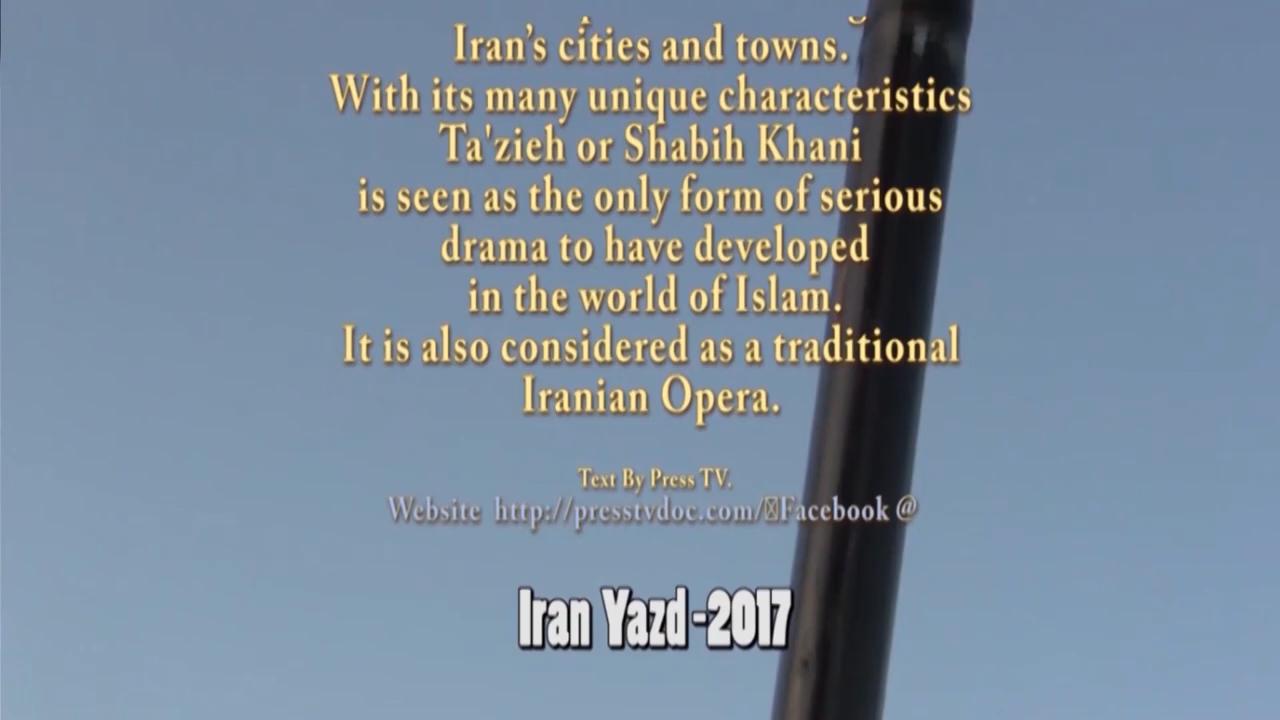 Iran's cities and towns.
With its many unique characteristics
Ta'zieh or Shabih Khani
is seen as the only form of serious
drama to have developed
in the world of Islam.
It is also considered as a traditional
Iranian Opera.
Text By Press TV.
Website http://presstvdoc.com/Facebook @
Iran Yazd-2017